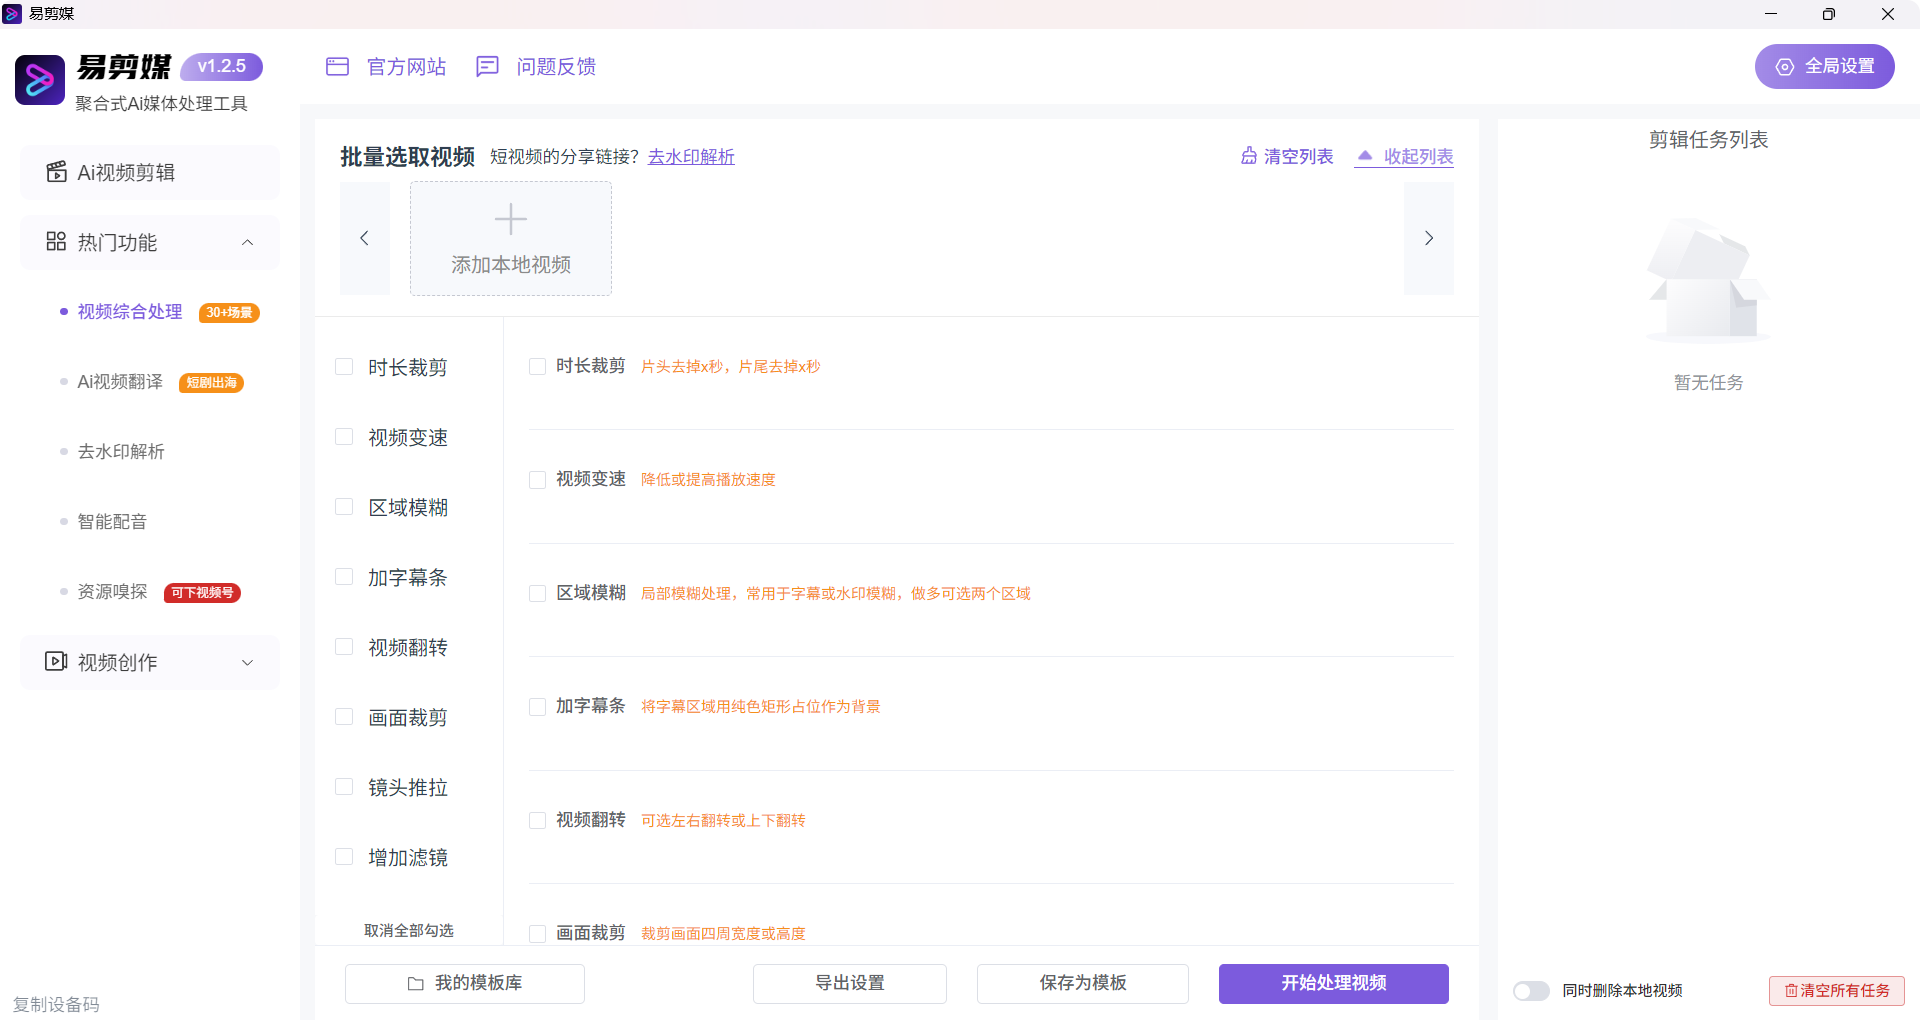 易剪媒
易剪媒 v1.2.5
聚合式Ai媒体处理工具
官方网站 问题反馈
全局设置
Ai视频剪辑
热门功能
视频综合处理 30+场景
Ai视频翻译 短剧出海
去水印解析
智能配音
资源嗅探 可下视频号
视频创作
复制设备码
批量选取视频 短视频的分享链接？去水印解析
清空列表 收起列表
添加本地视频
时长裁剪
视频变速
区域模糊
加字幕条
视频翻转
画面裁剪
镜头推拉
增加滤镜
取消全部勾选
时长裁剪 片头去掉x秒，片尾去掉x秒
视频变速 降低或提高播放速度
区域模糊 局部模糊处理，常用于字幕或水印模糊，做多可选两个区域
加字幕条 将字幕区域用纯色矩形占位作为背景
视频翻转 可选左右翻转或上下翻转
画面裁剪 裁剪画面四周宽度或高度
我的模板库 导出设置 保存为模板 开始处理视频
剪辑任务列表
暂无任务
同时删除本地视频 清空所有任务